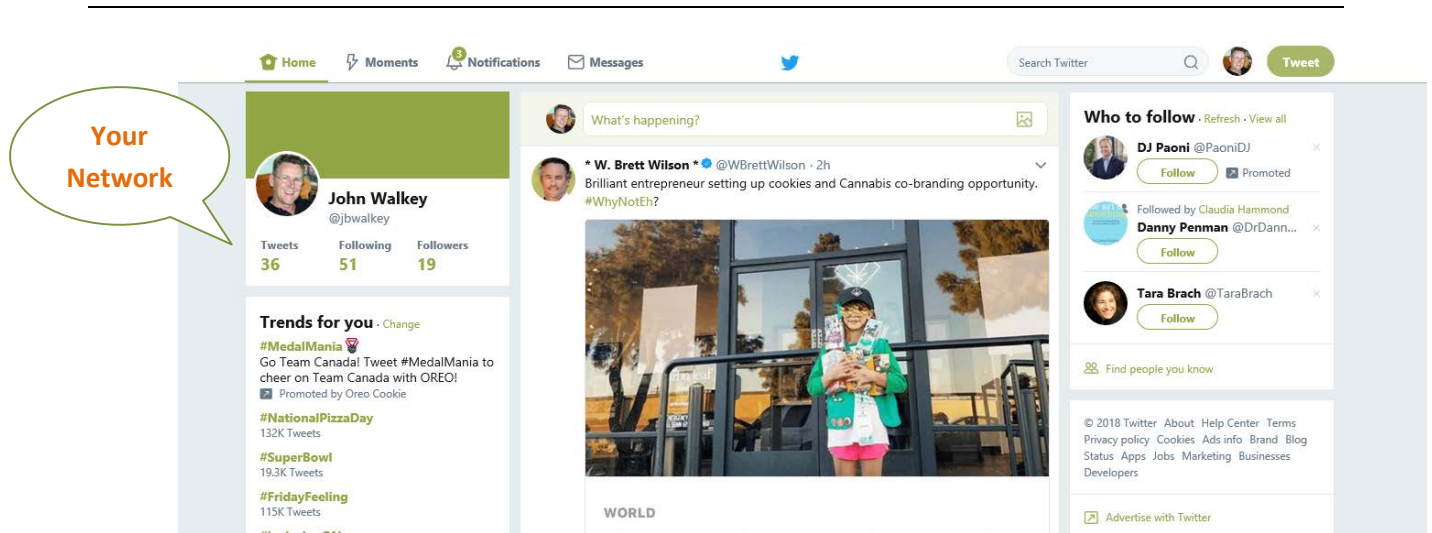 Home Moments 3 Notifications Messages Search Twitter Tweet
Your
Network
John Walkey
@jbwalkey
Tweets Following Followers
36 51 19
Trends for you · Change
#MedalMania
Go Team Canada! Tweet #MedalMania to
cheer on Team Canada with OREO!
Promoted by Oreo Cookie
#NationalPizzaDay
132K Tweets
#SuperBowl
19.3K Tweets
#FridayFeeling
115K Tweets
What's happening?
* W. Brett Wilson * @WBrettWilson · 2h
Brilliant entrepreneur setting up cookies and Cannabis co-branding opportunity.
#WhyNotEh?
WORLD
Who to follow · Refresh · View all
DJ Paoni @PaoniDJ
Follow Promoted
Followed by Claudia Hammond
Danny Penman @DrDann...
Follow
Tara Brach @TaraBrach
Follow
Find people you know
© 2018 Twitter About Help Center Terms
Privacy policy Cookies Ads info Brand Blog
Status Apps Jobs Marketing Businesses
Developers
Advertise with Twitter